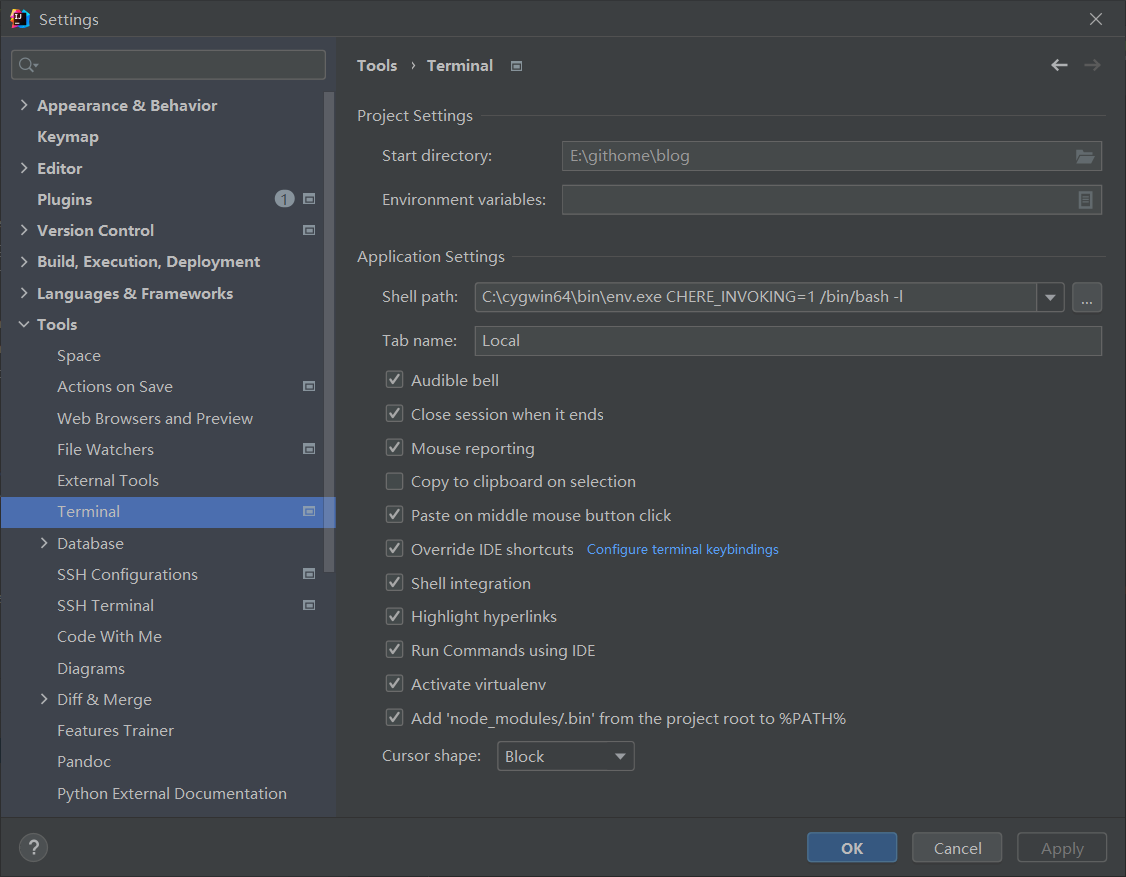 Settings
Appearance & Behavior
Keymap
Editor
Plugins 1
Version Control
Build, Execution, Deployment
Languages & Frameworks
Tools
Space
Actions on Save
Web Browsers and Preview
File Watchers
External Tools
Terminal
Database
SSH Configurations
SSH Terminal
Code With Me
Diagrams
Diff & Merge
Features Trainer
Pandoc
Python External Documentation
Tools › Terminal
Project Settings
Start directory: E:\githome\blog
Environment variables:
Application Settings
Shell path: C:\cygwin64\bin\env.exe CHERE_INVOKING=1 /bin/bash -l ...
Tab name: Local
Audible bell
Close session when it ends
Mouse reporting
Copy to clipboard on selection
Paste on middle mouse button click
Override IDE shortcuts Configure terminal keybindings
Shell integration
Highlight hyperlinks
Run Commands using IDE
Activate virtualenv
Add 'node_modules/.bin' from the project root to %PATH%
Cursor shape: Block
? OK Cancel Apply